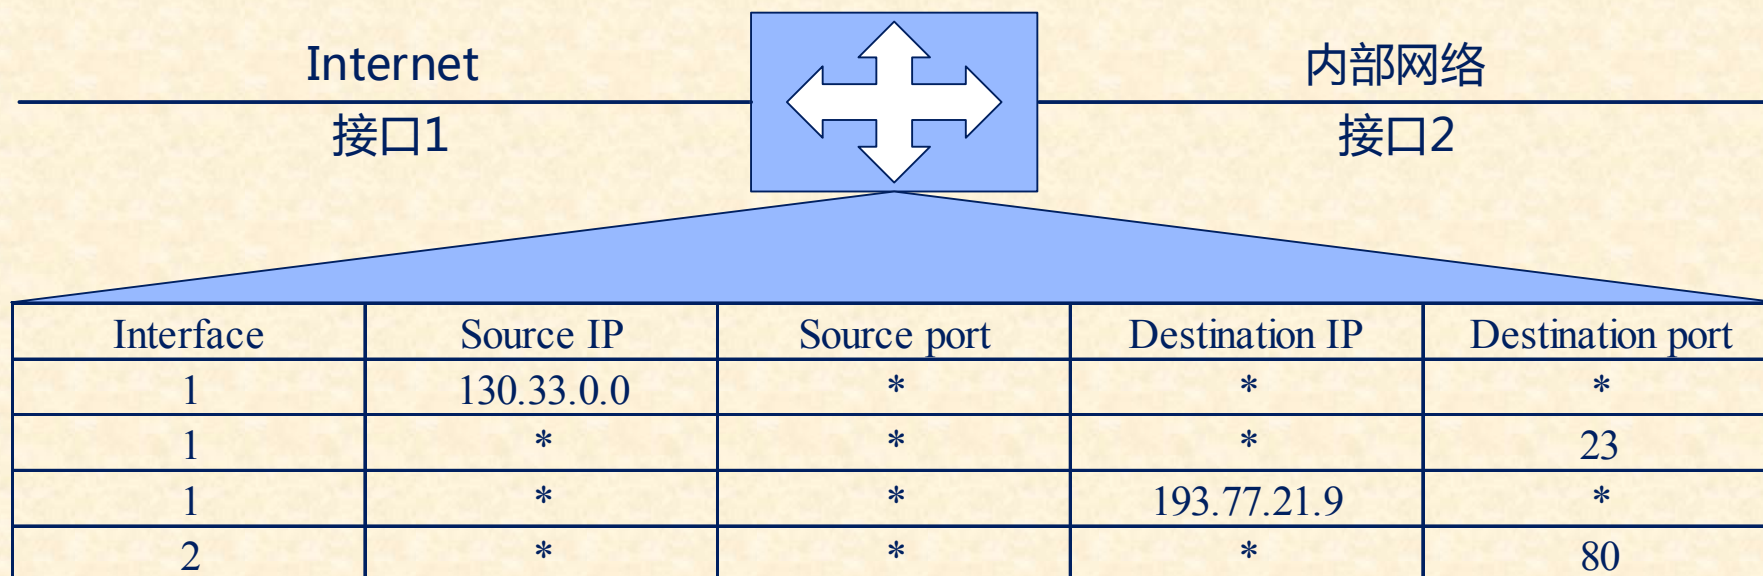 Internet
内部网络
接口1
接口2
Interface Source IP Source port Destination IP Destination port
1 130.33.0.0 * * *
1 * * * 23
1 * * 193.77.21.9 *
2 * * * 80